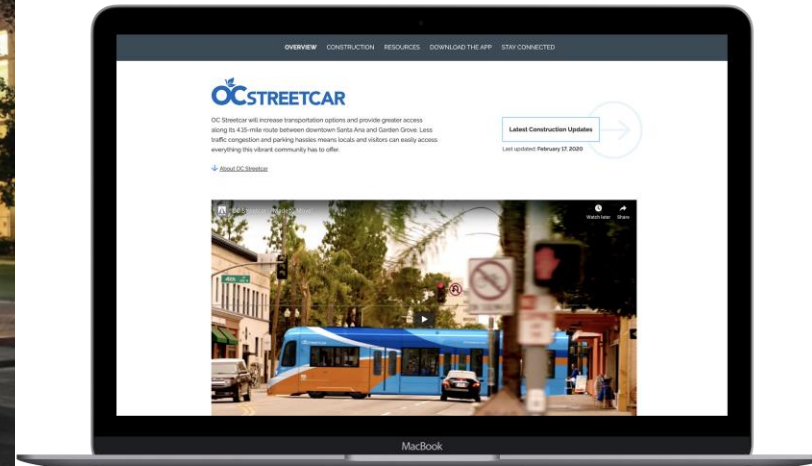 OVERVIEW CONSTRUCTION RESOURCES DOWNLOAD THE APP STAY CONNECTED
OCSTREETCAR
OC Streetcar will increase transportation options and provide greater access
along its 4.15-mile route between downtown Santa Ana and Garden Grove. Less
traffic congestion and parking hassles means locals and visitors can easily access
everything this vibrant community has to offer.
About OC Streetcar
Latest Construction Updates
Last updated: February 17, 2020
Watch later Share
4th
MacBook